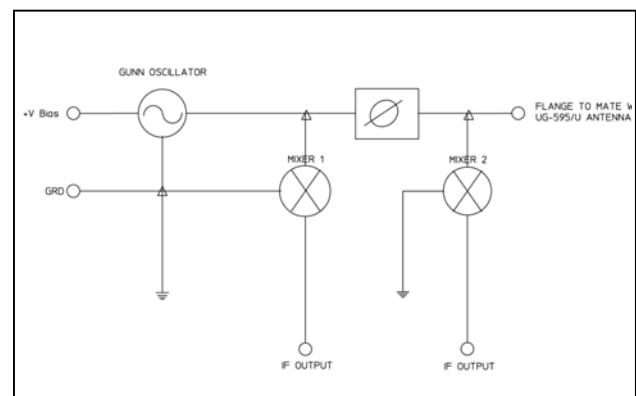 GUNN OSCILLATOR
+V Bias
FLANGE TO MATE
UG-595/U ANTENNA
MIXER 1
MIXER 2
GRD
IF OUTPUT
IF OUTPUT